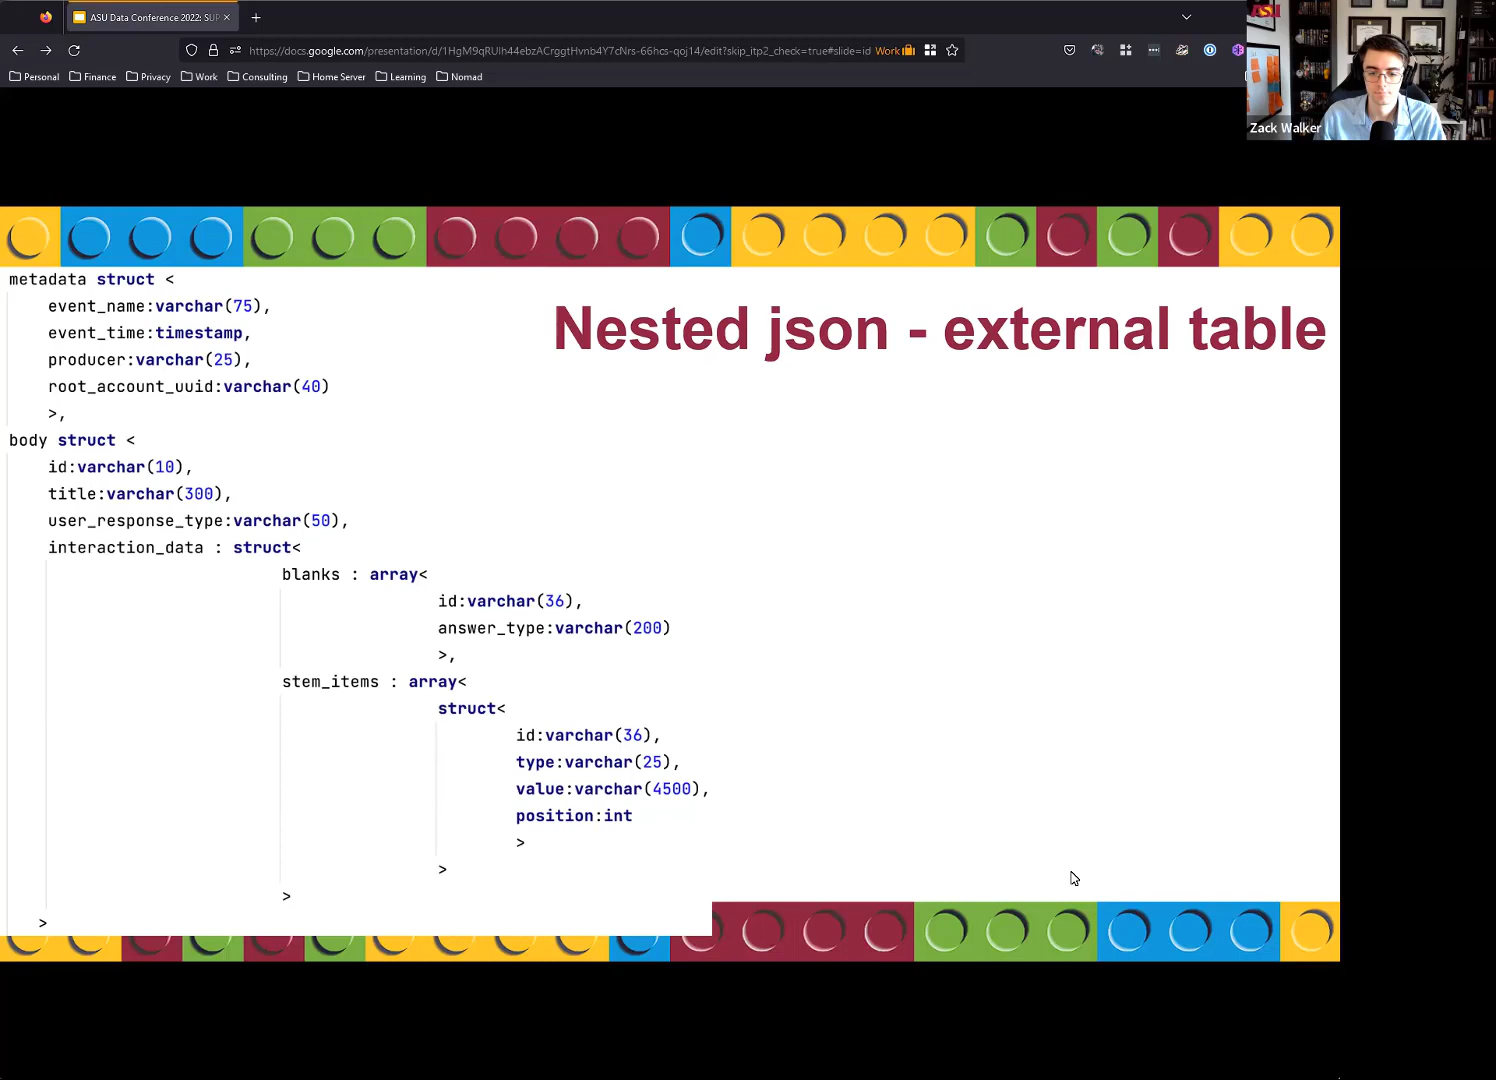 ASU Data Conference 2022: SUP
https://docs.google.com/presentation/d/1HgM9qRUlh44ebzACrggtHvnb4Y7cNrs-66hcs-qoj14/edit?skip_itp2_check=true#slide=id
Work
Personal
Finance
Privacy
Work
Consulting
Home Server
Learning
Nomad
ASU
Zack Walker
Nested json - external table
metadata struct <
event_name:varchar(75),
event_time:timestamp,
producer:varchar(25),
root_account_uuid:varchar(40)
>,
body struct <
id:varchar(10),
title:varchar(300),
user_response_type:varchar(50),
interaction_data : struct<
blanks : array<
id:varchar(36),
answer_type:varchar(200)
>,
stem_items : array<
struct<
id:varchar(36),
type:varchar(25),
value:varchar(4500),
position:int
>
>
>
>